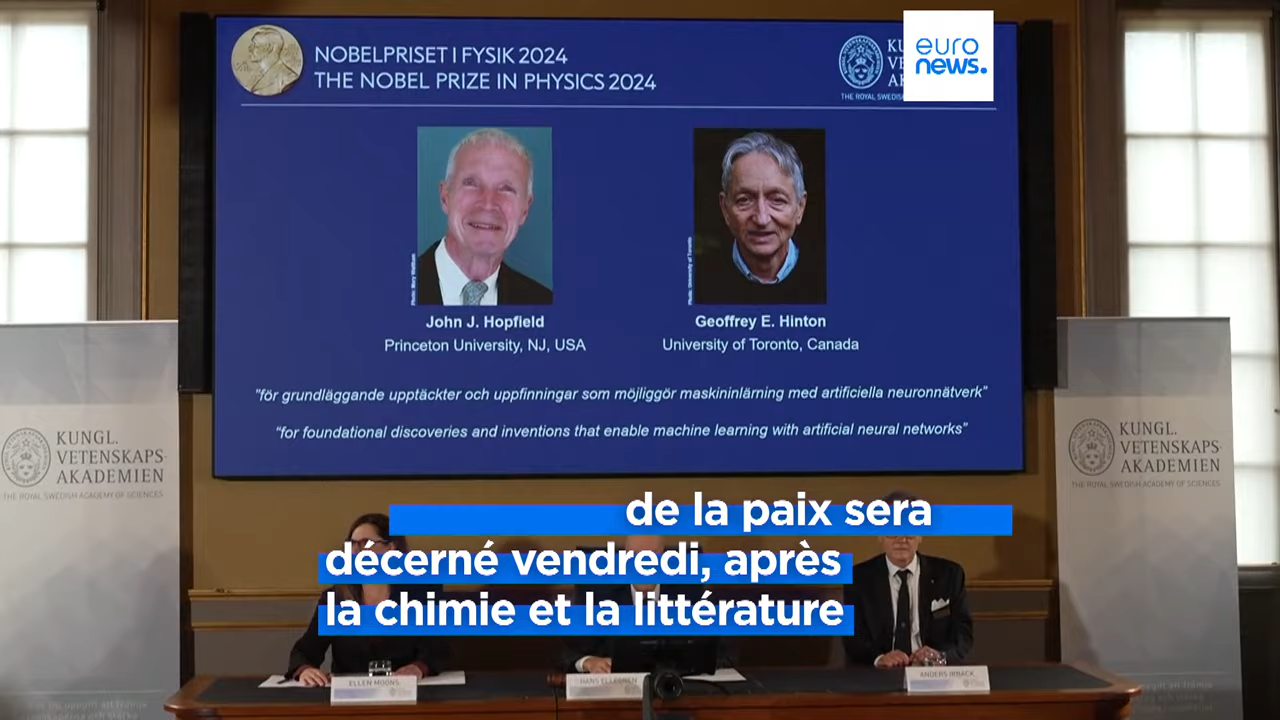 NOBELPRISET I FYSIK 2024
THE NOBEL PRIZE IN PHYSICS 2024
THE ROYAL
euro
news.
John J. Hopfield
Princeton University, NJ, USA
Geoffrey E. Hinton
University of Toronto, Canada
"för grundläggande upptäckter och uppfinningar som möjliggör maskininlärning med artificiella neuronnätverk"
"for foundational discoveries and inventions that enable machine learning with artificial neural networks"
KUNGL.
VETENSKAPS-
AKADEMIEN
THE ROYAL SWEDISH ACADEMY OF SCIENCES
KUNGL.
VETENSKAPS-
AKADEMIEN
THE ROYAL SWEDISH ACADEMY OF SCIENCES
de la paix sera
décerné vendredi, après
la chimie et la littérature
ELLEN MOONS
HANS ELLEGREN
ANDERS IRBÄCK